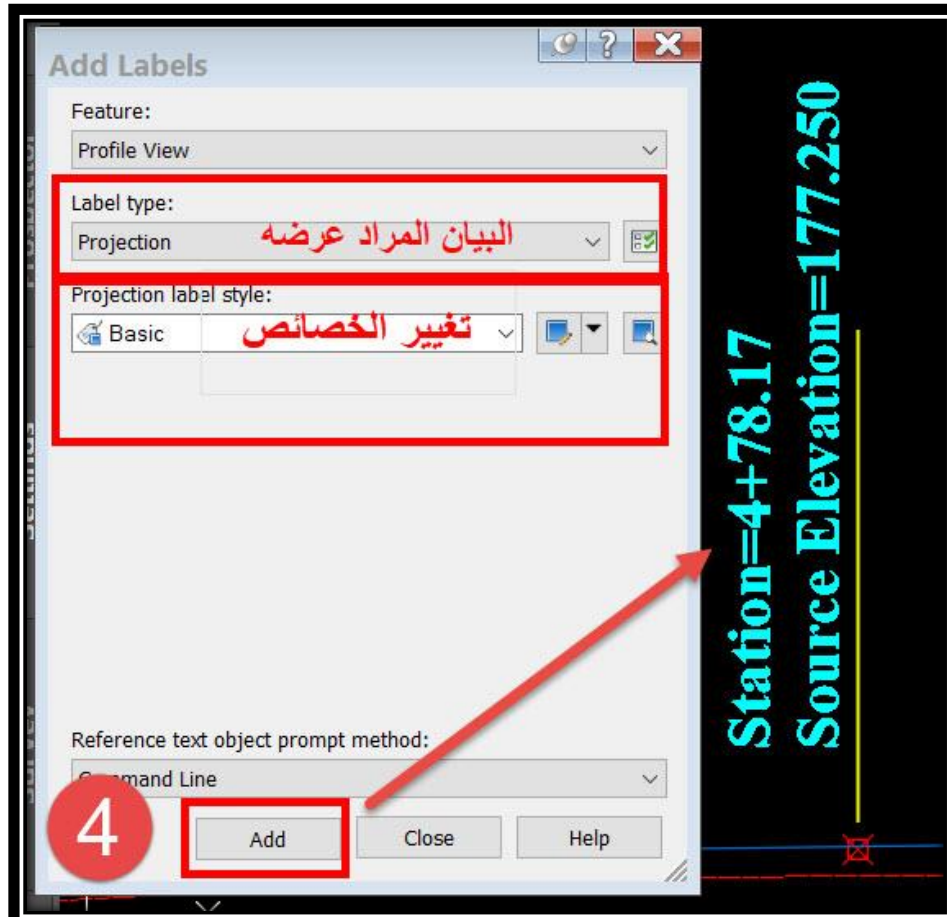 Add Labels
Feature:
Profile View
Label type:
Projection
البيان المراد عرضه
Projection label style:
Basic
تغيير الخصائص
Reference text object prompt method:
Command Line
4
Add
Close
Help
Station=4+78.17
Source Elevation=177.250